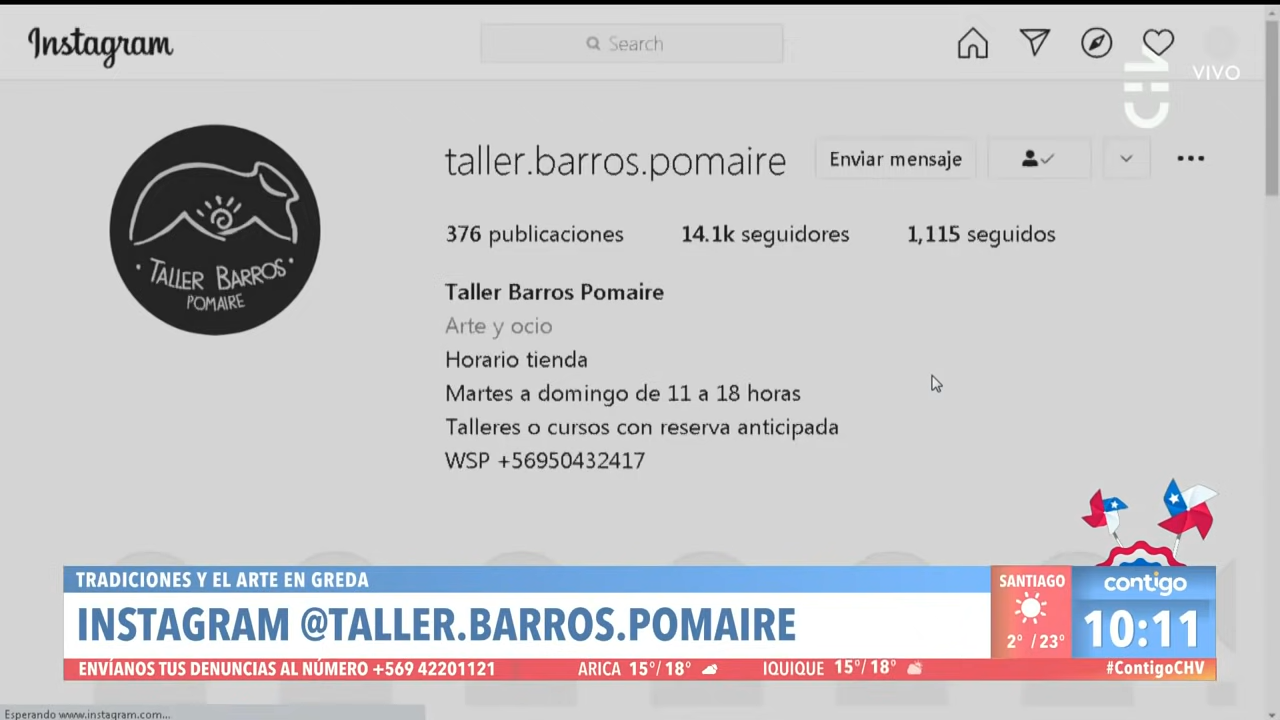 Instagram
Search
CHV
VIVO
taller.barros.pomaire
Enviar mensaje
376 publicaciones
14.1k seguidores
1,115 seguidos
TALLER BARROS
POMAIRE
Taller Barros Pomaire
Arte y ocio
Horario tienda
Martes a domingo de 11 a 18 horas
Talleres o cursos con reserva anticipada
WSP +56950432417
TRADICIONES Y EL ARTE EN GREDA
INSTAGRAM @TALLER.BARROS.POMAIRE
SANTIAGO
2° / 23°
contigo
10:11
ENVÍANOS TUS DENUNCIAS AL NÚMERO +569 42201121
ARICA 15°/ 18°
IQUIQUE 15°/ 18°
#ContigoCHV
Esperando www.instagram.com...